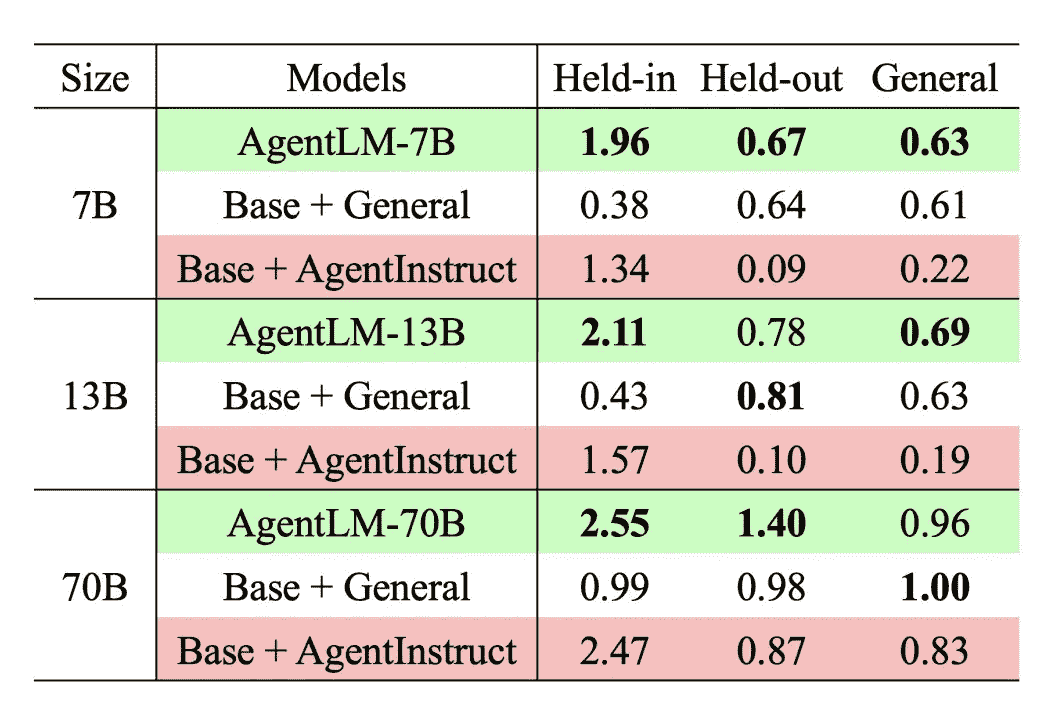 Size Models Held-in Held-out General
AgentLM-7B 1.96 0.67 0.63
7B Base + General 0.38 0.64 0.61
Base + AgentInstruct 1.34 0.09 0.22
AgentLM-13B 2.11 0.78 0.69
13B Base + General 0.43 0.81 0.63
Base + AgentInstruct 1.57 0.10 0.19
AgentLM-70B 2.55 1.40 0.96
70B Base + General 0.99 0.98 1.00
Base + AgentInstruct 2.47 0.87 0.83